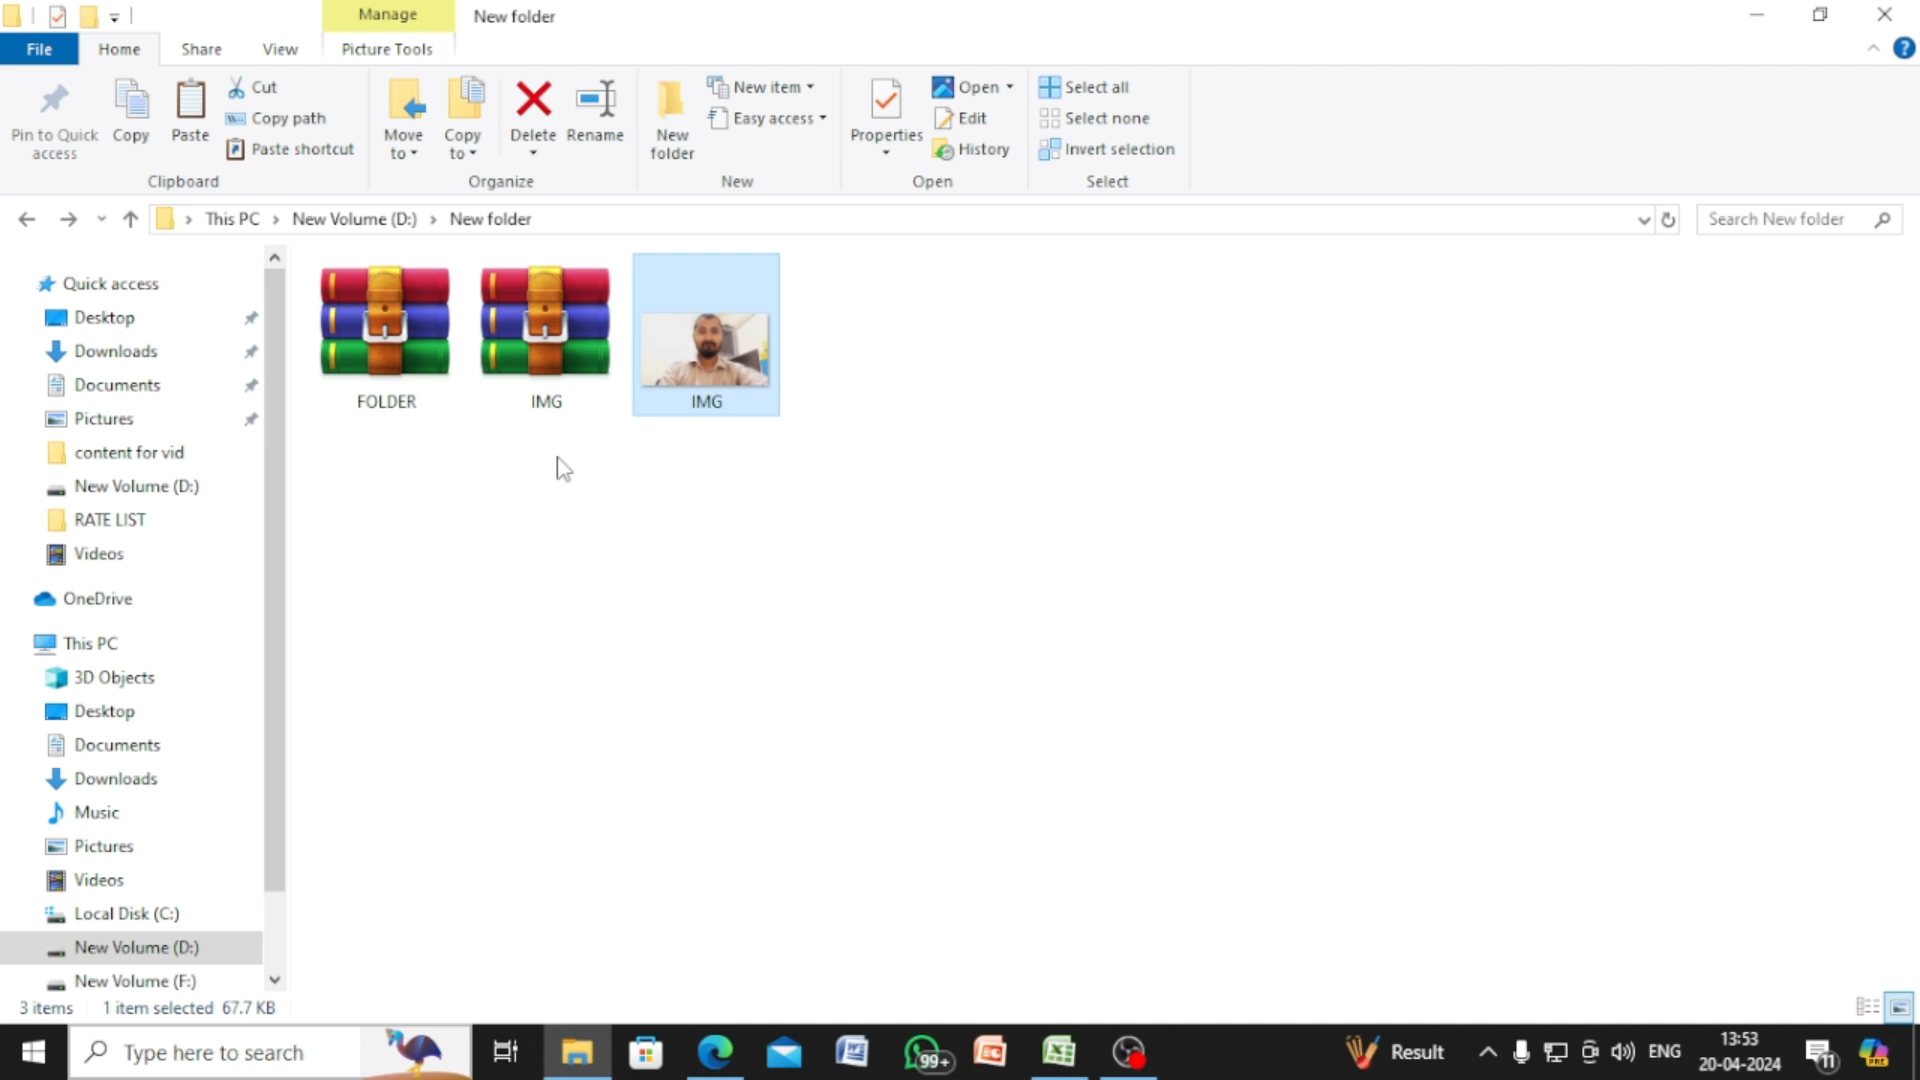 Manage
New folder
File
Home
Share
View
Picture Tools
Pin to Quick access
Copy
Paste
Cut
Copy path
Paste shortcut
Clipboard
Move to
Copy to
Delete
Rename
Organize
New folder
New item
Easy access
New
Properties
Open
Edit
History
Open
Select all
Select none
Invert selection
Select
This PC
New Volume (D:)
New folder
Search New folder
Quick access
Desktop
Downloads
Documents
Pictures
content for vid
New Volume (D:)
RATE LIST
Videos
OneDrive
This PC
3D Objects
Desktop
Documents
Downloads
Music
Pictures
Videos
Local Disk (C:)
New Volume (D:)
New Volume (F:)
FOLDER
IMG
IMG
3 items
1 item selected 67.7 KB
Type here to search
99+
Result
ENG
13:53
20-04-2024
11
PRE